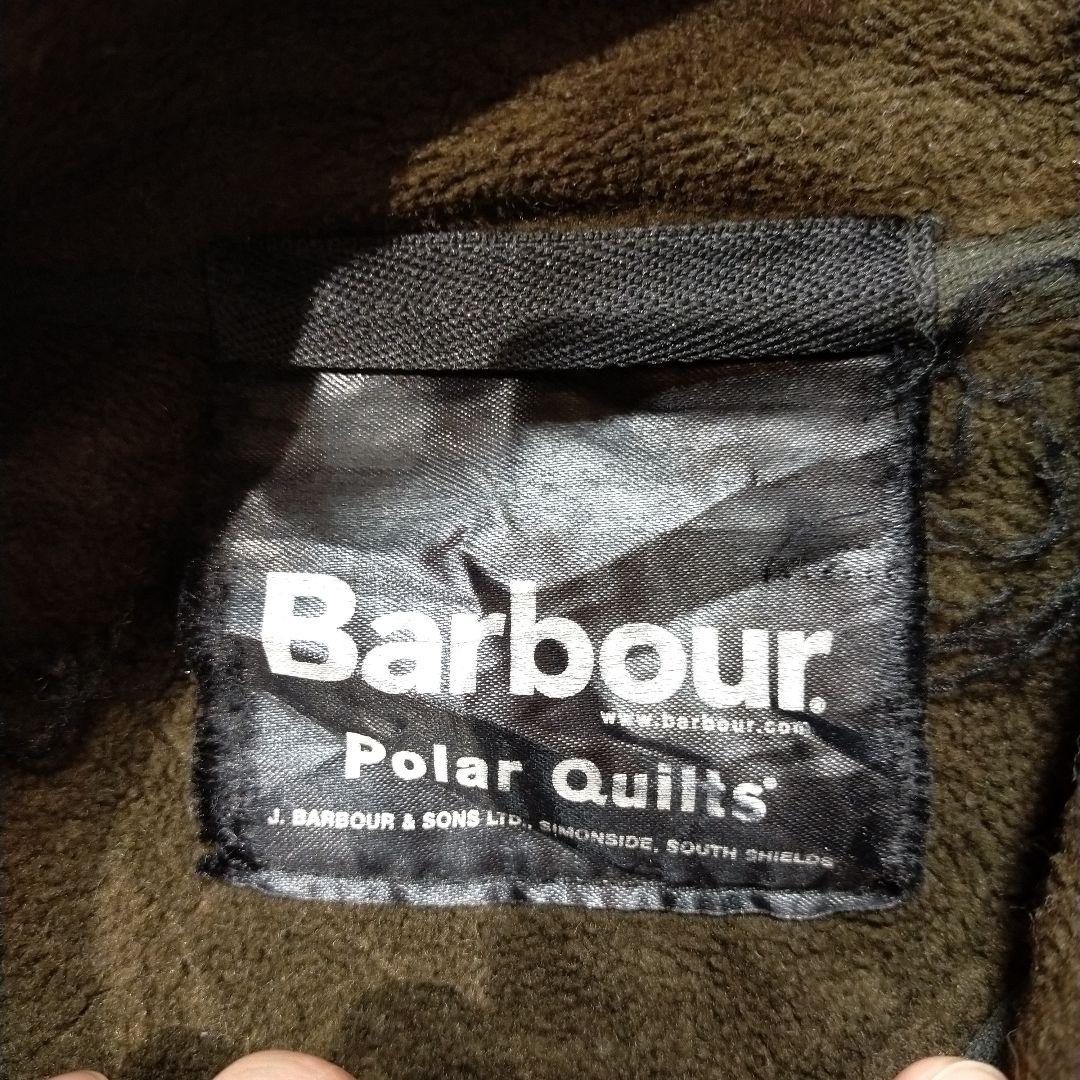 Barbour.
www.barbour.com
Polar Quilts
J. BARBOUR & SONS LTD., SIMONSIDE, SOUTH SHIELDS